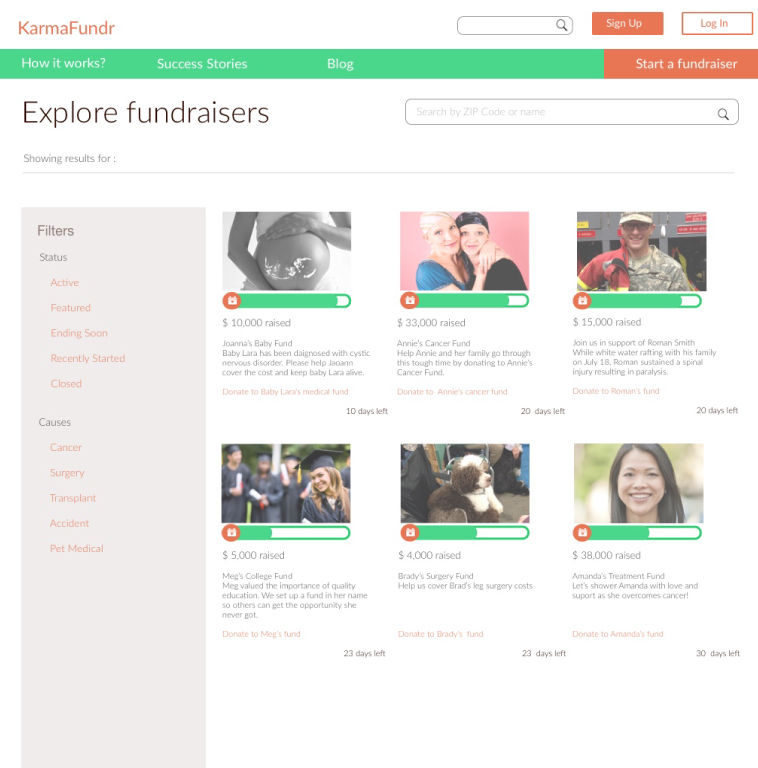 KarmaFundr
Sign Up
Log In
How it works?
Success Stories
Blog
Start a fundraiser
Explore fundraisers
Search by ZIP Code or name
Showing results for :
Filters
Status
Active
Featured
Ending Soon
Recently Started
Closed
Causes
Cancer
Surgery
Transplant
Accident
Pet Medical
$ 10,000 raised
Joanna's Baby Fund
Baby Lara has been daignosed with cystic
nervous disorder. Please help Jaoann
cover the cost and keep baby Lara alive.
Donate to Baby Lara's medical fund
10 days left
$ 33,000 raised
Annie's Cancer Fund
Help Annie and her family go through
this tough time by donating to Annie's
Cancer Fund.
Donate to Annie's cancer fund
20 days left
$ 15,000 raised
Join us in support of Roman Smith
While white water rafting with his family
on July 18, Roman sustained a spinal
injury resulting in paralysis.
Donate to Roman's fund
20 days left
$ 5,000 raised
Meg's College Fund
Meg valued the importance of quality
education. We set up a fund in her name
so others can get the opportunity she
never got.
Donate to Meg's fund
23 days left
$ 4,000 raised
Brady's Surgery Fund
Help us cover Brad's leg surgery costs
Donate to Brady's fund
23 days left
$ 38,000 raised
Amanda's Treatment Fund
Let's shower Amanda with love and
suport as she overcomes cancer!
Donate to Amanda's fund
30 days left